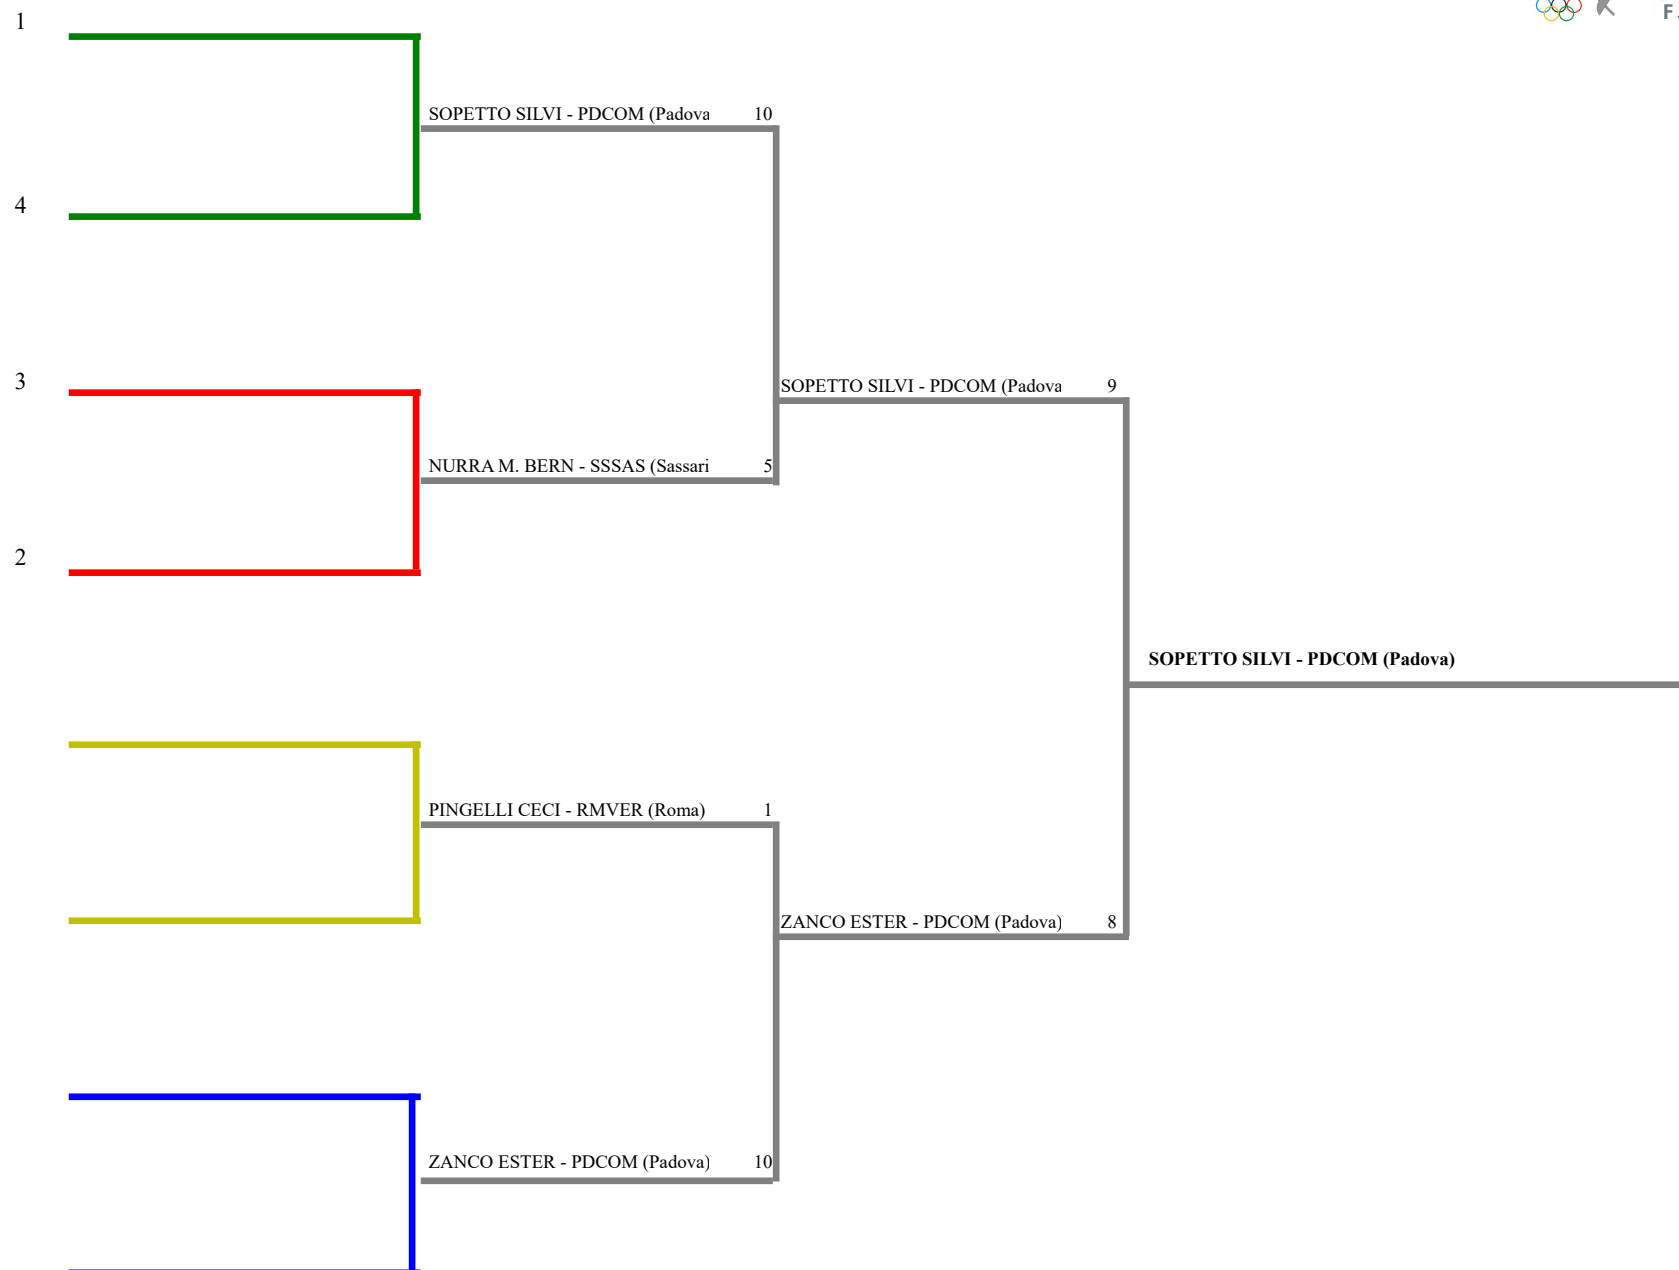 1
F
SOPETTO SILVI - PDCOM (Padova 10
4
3
SOPETTO SILVI - PDCOM (Padova 9
NURRA M. BERN - SSSAS (Sassari 5
2
SOPETTO SILVI - PDCOM (Padova)
PINGELLI CECI - RMVER (Roma) 1
ZANCO ESTER - PDCOM (Padova) 8
ZANCO ESTER - PDCOM (Padova) 10